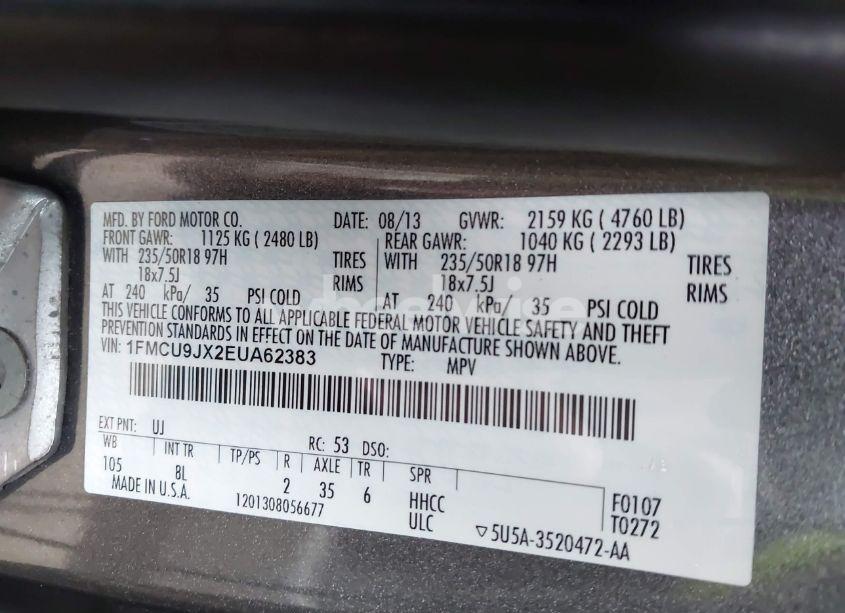 MFD. BY FORD MOTOR CO. DATE: 08/13 GVWR: 2159 KG ( 4760 LB)
FRONT GAWR: 1125 KG ( 2480 LB) REAR GAWR: 1040 KG ( 2293 LB)
WITH 235/50R18 97H TIRES WITH 235/50R18 97H TIRES
18x7.5J RIMS 18x7.5J RIMS
AT 240 kPa/ 35 PSI COLD AT 240 kPa/ 35 PSI COLD
THIS VEHICLE CONFORMS TO ALL APPLICABLE FEDERAL MOTOR VEHICLE SAFETY AND THEFT
PREVENTION STANDARDS IN EFFECT ON THE DATE OF MANUFACTURE SHOWN ABOVE.
VIN: 1FMCU9JX2EUA62383 TYPE: MPV
EXT PNT: UJ RC: 53 DSO:
WB INT TR TP/PS R AXLE TR SPR
105 8L 2 35 6 HHCC F0107
MADE IN U.S.A. 1201308056677 ULC T0272
▽5U5A-3520472-AA